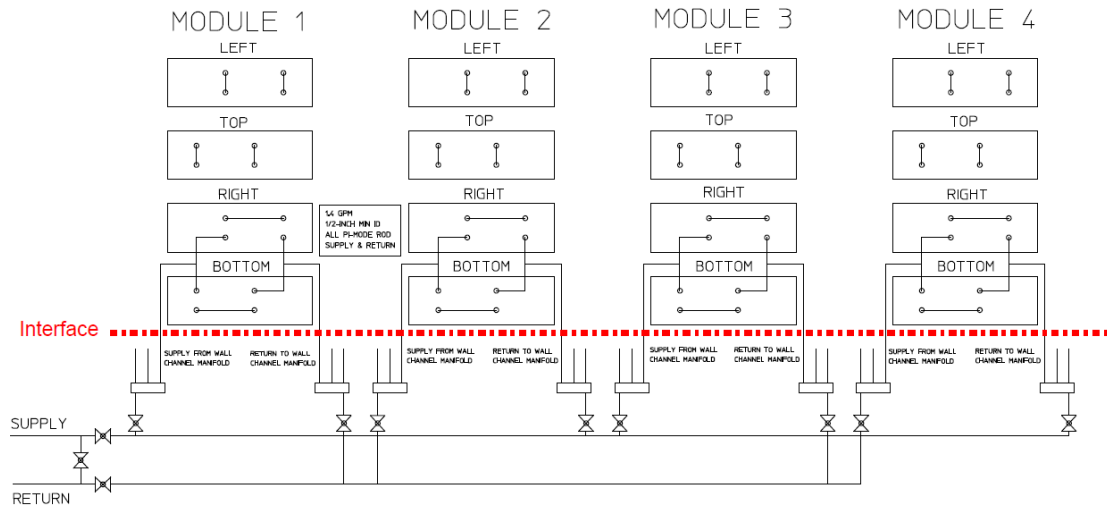 MODULE 1
MODULE 2
MODULE 3
MODULE 4
LEFT
LEFT
LEFT
LEFT
TOP
TOP
TOP
TOP
RIGHT
RIGHT
RIGHT
RIGHT
1.4 GPM
1/2-INCH MIN ID
ALL PI-MODE ROD
SUPPLY & RETURN
BOTTOM
BOTTOM
BOTTOM
BOTTOM
Interface
SUPPLY FROM WALL
CHANNEL MANIFOLD
RETURN TO WALL
CHANNEL MANIFOLD
SUPPLY FROM WALL
CHANNEL MANIFOLD
RETURN TO WALL
CHANNEL MANIFOLD
SUPPLY FROM WALL
CHANNEL MANIFOLD
RETURN TO WALL
CHANNEL MANIFOLD
SUPPLY FROM WALL
CHANNEL MANIFOLD
RETURN TO WALL
CHANNEL MANIFOLD
SUPPLY
RETURN